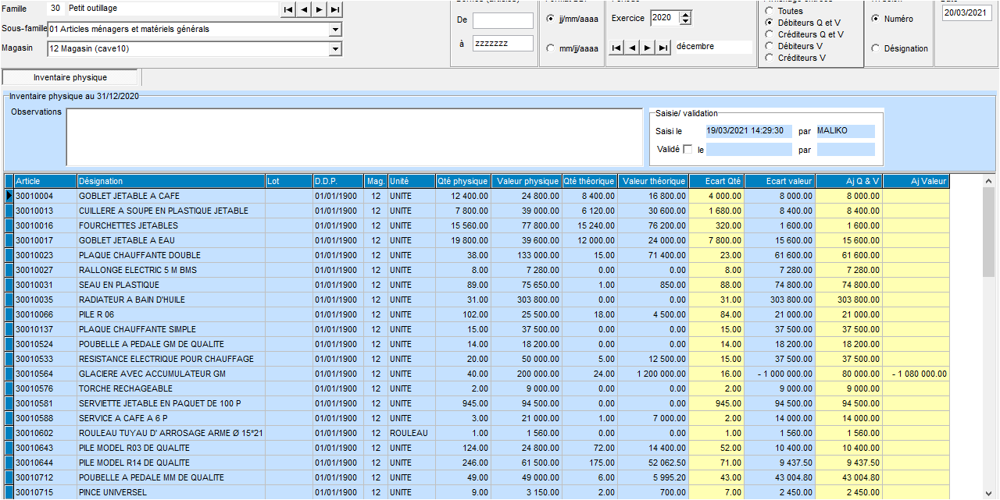 Famille 30 Petit outillage
Sous-famille 01 Articles ménagers et matériels généraux
Magasin 12 Magasin (cave10)
De
à zzzzzzz
jj/mm/aaaa
mm/jj/aaaa
Exercice 2020
décembre
Toutes
Débiteurs Q et V
Créditeurs Q et V
Débiteurs V
Créditeurs V
Numéro
Désignation
20/03/2021
Inventaire physique
Inventaire physique au 31/12/2020
Observations
Saisie/ validation
Saisi le 19/03/2021 14:29:30 par MALIKO
Validé le par
Article Désignation Lot D.D.P. Mag. Unité Qté physique Valeur physique Qté théorique Valeur théorique Ecart Qté Ecart valeur Aj Q & V Aj Valeur
30010004 GOBLET JETABLE A CAFE 01/01/1900 12 UNITE 12 400.00 24 800.00 8 400.00 16 800.00 4 000.00 8 000.00 8 000.00
30010013 CUILLERE A SOUPE EN PLASTIQUE JETABLE 01/01/1900 12 UNITE 7 800.00 39 000.00 6 120.00 30 600.00 1 680.00 8 400.00 8 400.00
30010016 FOURCHETTES JETABLES 01/01/1900 12 UNITE 15 560.00 77 800.00 15 240.00 76 200.00 320.00 1 600.00 1 600.00
30010017 GOBLET JETABLE A EAU 01/01/1900 12 UNITE 19 800.00 39 600.00 12 000.00 24 000.00 7 800.00 15 600.00 15 600.00
30010023 PLAQUE CHAUFFANTE DOUBLE 01/01/1900 12 UNITE 38.00 133 000.00 15.00 71 400.00 23.00 61 600.00 61 600.00
30010027 RALLONGE ELECTRIC 5 M BMS 01/01/1900 12 UNITE 8.00 7 280.00 0.00 0.00 8.00 7 280.00 7 280.00
30010031 SEAU EN PLASTIQUE 01/01/1900 12 UNITE 89.00 75 650.00 1.00 850.00 88.00 74 800.00 74 800.00
30010035 RADIATEUR A BAIN D'HUILE 01/01/1900 12 UNITE 31.00 303 800.00 0.00 0.00 31.00 303 800.00 303 800.00
30010066 PILE R 06 01/01/1900 12 UNITE 102.00 25 500.00 18.00 4 500.00 84.00 21 000.00 21 000.00
30010137 PLAQUE CHAUFFANTE SIMPLE 01/01/1900 12 UNITE 15.00 37 500.00 0.00 0.00 15.00 37 500.00 37 500.00
30010524 POUBELLE A PEDALE GM DE QUALITE 01/01/1900 12 UNITE 14.00 18 200.00 0.00 0.00 14.00 18 200.00 18 200.00
30010533 RESISTANCE ELECTRIQUE POUR CHAUFFAGE 01/01/1900 12 UNITE 20.00 50 000.00 5.00 12 500.00 15.00 37 500.00 37 500.00
30010564 GLACIERE AVEC ACCUMULATEUR GM 01/01/1900 12 UNITE 40.00 200 000.00 24.00 1 200 000.00 16.00 - 1 000 000.00 80 000.00 - 1 080 000.00
30010576 TORCHE RECHAGEABLE 01/01/1900 12 UNITE 2.00 9 000.00 0.00 0.00 2.00 9 000.00 9 000.00
30010581 SERVIETTE JETABLE EN PAQUET DE 100 P 01/01/1900 12 UNITE 945.00 94 500.00 0.00 0.00 945.00 94 500.00 94 500.00
30010588 SERVICE A CAFE A 6 P 01/01/1900 12 UNITE 3.00 21 000.00 1.00 7 000.00 2.00 14 000.00 14 000.00
30010602 ROULEAU TUYAU D' ARROSAGE ARME Ø 15*21 01/01/1900 12 ROULEAU 1.00 1 560.00 0.00 0.00 1.00 1 560.00 1 560.00
30010643 PILE MODEL R03 DE QUALITE 01/01/1900 12 UNITE 124.00 24 800.00 72.00 14 400.00 52.00 10 400.00 10 400.00
30010644 PILE MODEL R14 DE QUALITE 01/01/1900 12 UNITE 246.00 61 500.00 175.00 52 062.50 71.00 9 437.50 9 437.50
30010712 POUBELLE A PEDALE MM DE QUALITE 01/01/1900 12 UNITE 49.00 49 000.00 6.00 5 995.20 43.00 43 004.80 43 004.80
30010715 PINCE UNIVERSEL 01/01/1900 12 UNITE 9.00 3 150.00 2.00 700.00 7.00 2 450.00 2 450.00